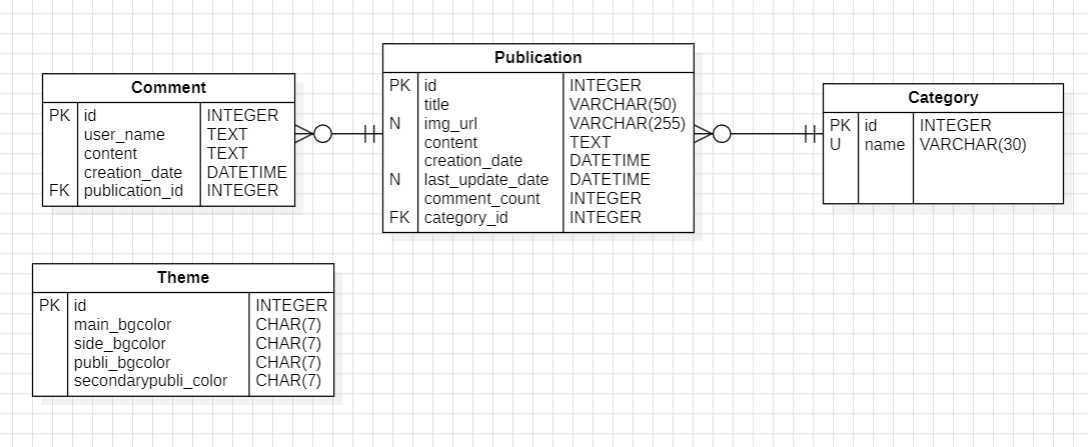 Comment
PK id INTEGER
user_name TEXT
content TEXT
creation_date DATETIME
FK publication_id INTEGER
Publication
PK id INTEGER
title VARCHAR(50)
N img_url VARCHAR(255)
content TEXT
creation_date DATETIME
N last_update_date DATETIME
comment_count INTEGER
FK category_id INTEGER
Category
PK id INTEGER
U name VARCHAR(30)
Theme
PK id INTEGER
main_bgcolor CHAR(7)
side_bgcolor CHAR(7)
publi_bgcolor CHAR(7)
secondarypubli_color CHAR(7)